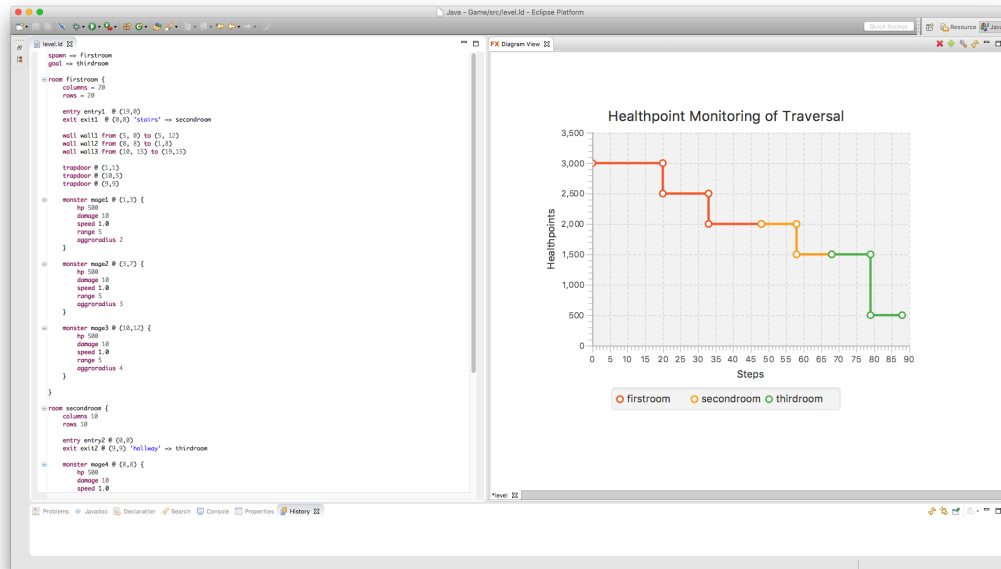 Java - Game/src/level.ld - Eclipse Platform
Quick Access
Resource
Java
level.ld
spawn => firstroom
goal => thirdroom
room firstroom {
columns = 20
rows = 20
entry entry1 @ (19,0)
exit exit1 @ (0,0) 'stairs' => secondroom
wall wall1 from (5, 0) to (5, 12)
wall wall2 from (0, 8) to (1,8)
wall wall3 from (10, 15) to (19,15)
trapdoor @ (1,1)
trapdoor @ (10,5)
trapdoor @ (9,9)
monster mage1 @ (1,3) {
hp 500
damage 10
speed 1.0
range 5
aggroradius 2
}
monster mage2 @ (3,7) {
hp 500
damage 10
speed 1.0
range 5
aggroradius 3
}
monster mage3 @ (10,12) {
hp 500
damage 10
speed 1.0
range 5
aggroradius 4
}
}
room secondroom {
columns 10
rows 10
entry entry2 @ (0,0)
exit exit2 @ (9,9) 'hallway' => thirdroom
monster mage4 @ (8,8) {
hp 500
damage 10
speed 1.0
FX Diagram View
Healthpoint Monitoring of Traversal
3,500
3,000
2,500
2,000
1,500
1,000
500
0
Healthpoints
0 5 10 15 20 25 30 35 40 45 50 55 60 65 70 75 80 85 90
Steps
firstroom secondroom thirdroom
*level
Problems @ Javadoc Declaration Search Console Properties History